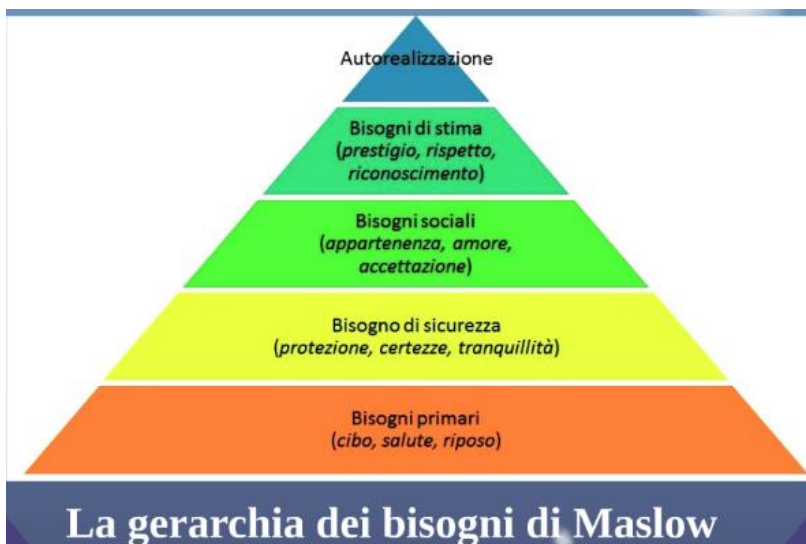 Autorealizzazione
Bisogni di stima
(prestigio, rispetto,
riconoscimento)
Bisogni sociali
(appartenenza, amore,
accettazione)
Bisogno di sicurezza
(protezione, certezze, tranquillità)
Bisogni primari
(cibo, salute, riposo)
La gerarchia dei bisogni di Maslow